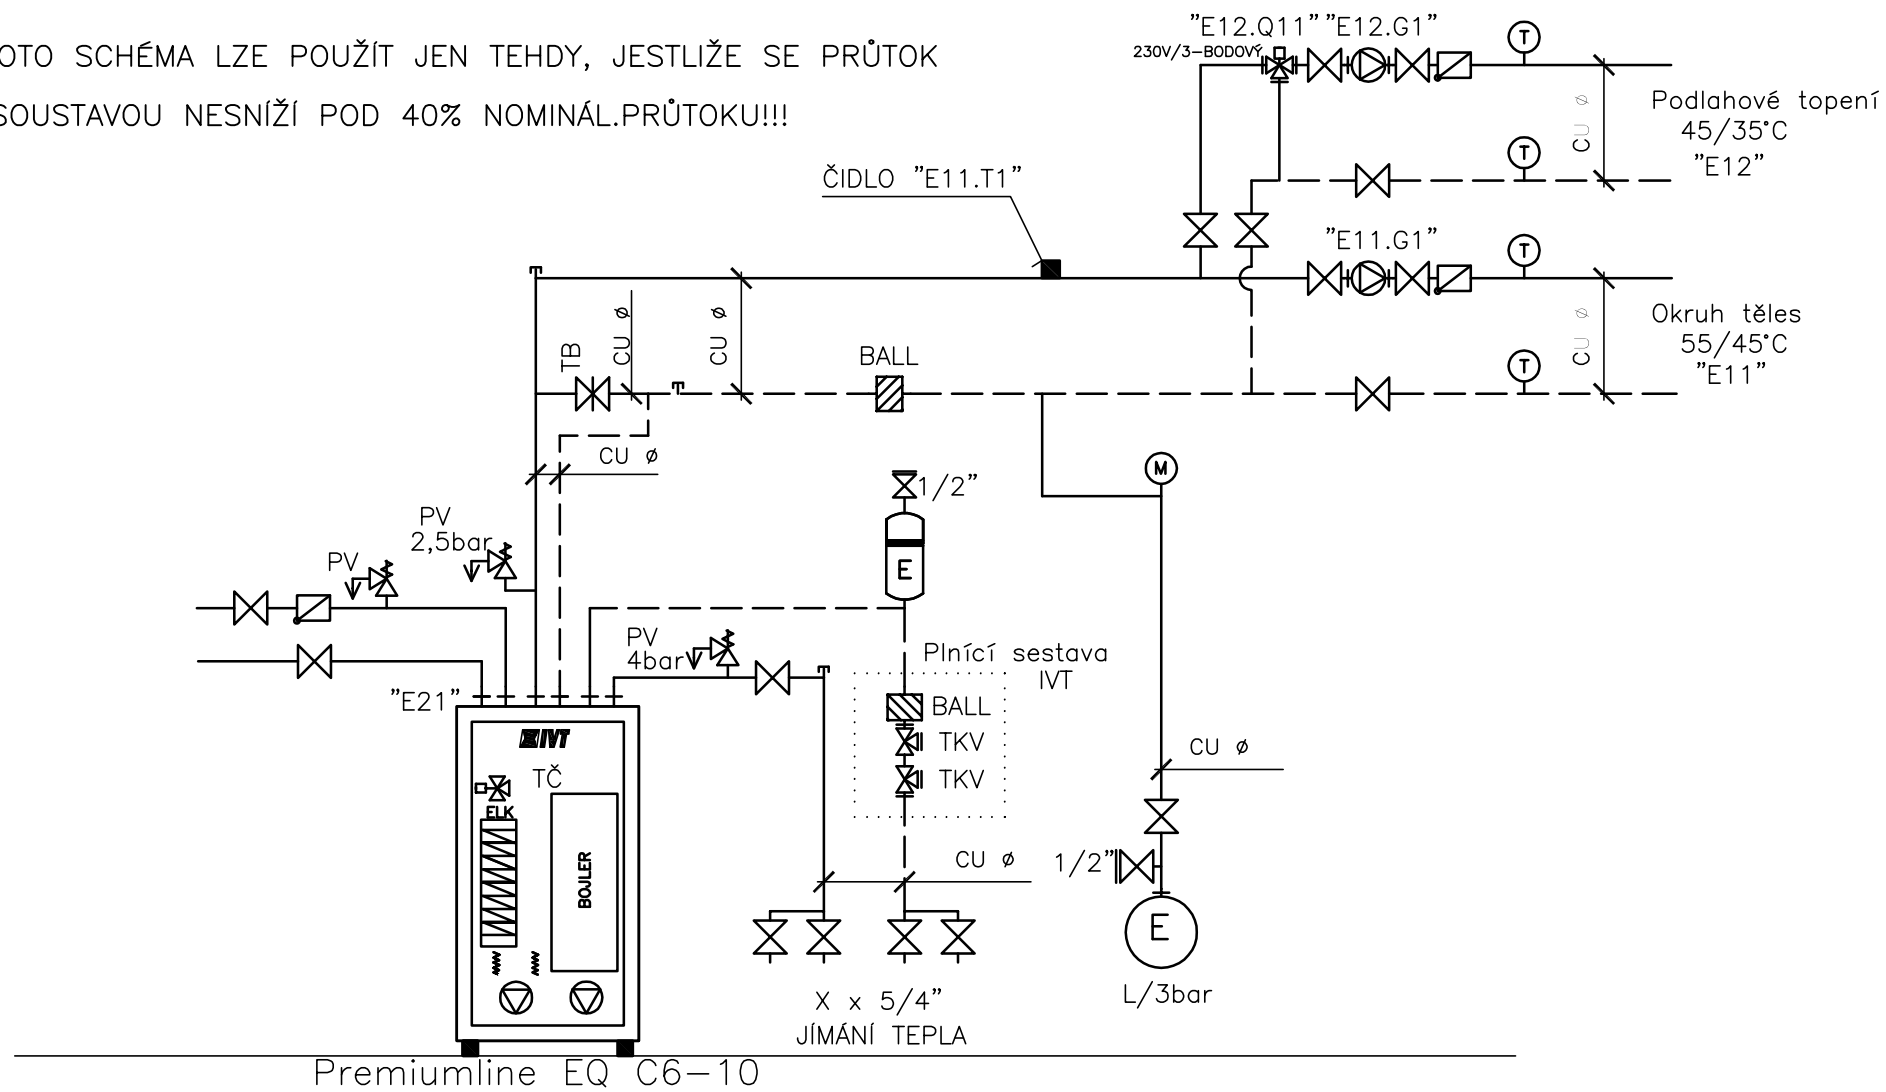 OTO SCHÉMA LZE POUŽÍT JEN TEHDY, JESTLIŽE SE PRŮTOK
SOUSTAVOU NESNÍŽÍ POD 40% NOMINÁL.PRŮTOKU!!!
"E12.Q11" "E12.G1"
230V/3-BODOVÝ
T
CU ø
Podlahové topení
45/35°C
"E12"
T
ČIDLO "E11.T1"
"E11.G1"
T
CU ø
Okruh těles
55/45°C
"E11"
T
TB
CU ø
CU ø
BALL
CU ø
M
1/2"
E
PV
2,5bar
PV
PV
4bar
Plnící sestava
IVT
BALL
TKV
TKV
"E21"
IVT
TČ
ELK
BOJLER
CU ø
CU ø
1/2"
E
L/3bar
X x 5/4"
JÍMÁNÍ TEPLA
Premiumline EQ C6-10